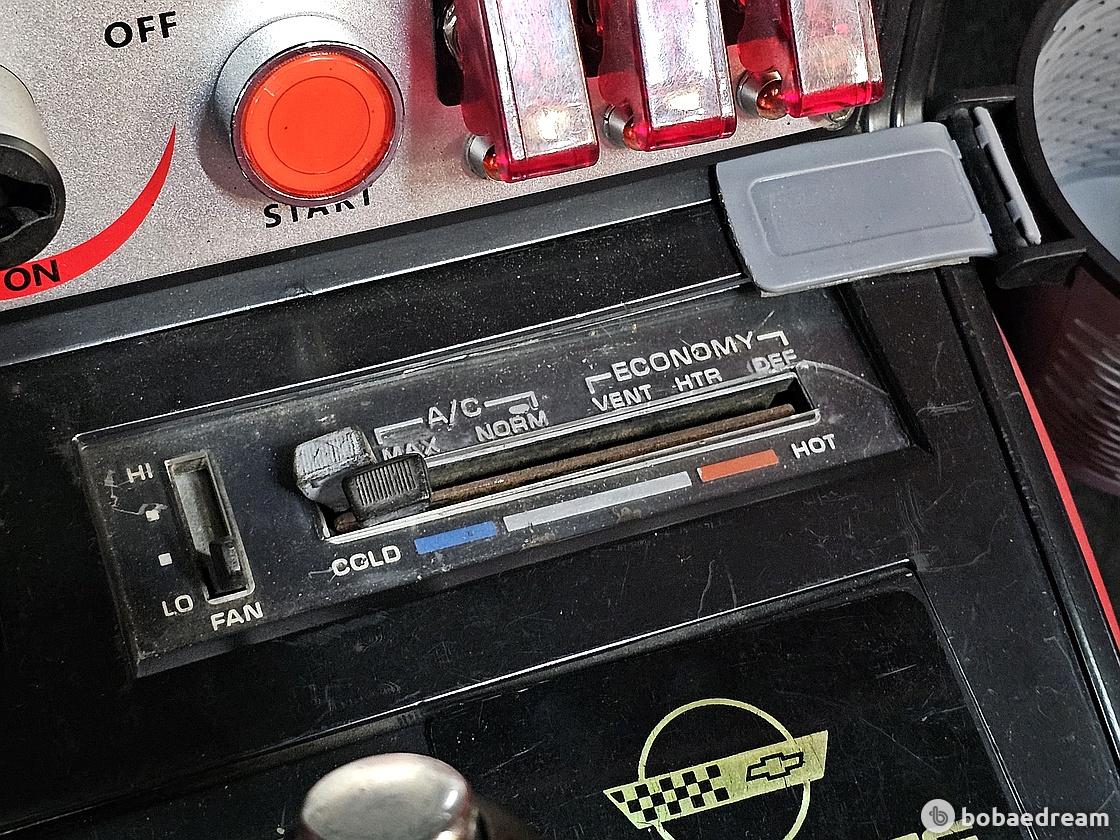 OFF
START
ON
ECONOMY
A/C
VENT HTR DEF
MAX NORM
HI
HOT
COLD
LO
FAN
bobaedream